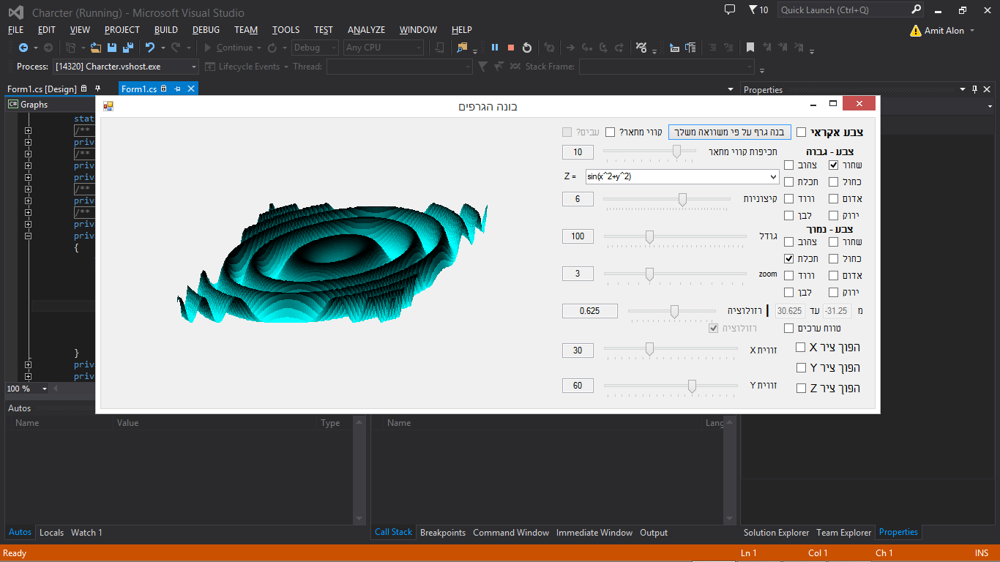 Charcter (Running) - Microsoft Visual Studio
10
Quick Launch (Ctrl+Q)
FILE EDIT VIEW PROJECT BUILD DEBUG TEAM TOOLS TEST ANALYZE WINDOW HELP
Amit Alon
Continue Debug Any CPU
Process: [14320] Charcter.vshost.exe Lifecycle Events Thread: Stack Frame:
Form1.cs [Design] Form1.cs Properties
C# Graphs
בונה הגרפים
stat
/**
priv
/**
priv
priv
/**
priv
/**
priv
priv
{
}
priv
priv
100 %
צבע אקראי
בנה גרף על פי משוואה משלך
קווי מתאר?
עבים?
תכיפות קווי מתאר
10
Z =
sin(x^2+y^2)
קיצוניות
6
גודל
100
zoom
3
רזולוציה
0.625
רזולוציה
זווית X
30
זווית Y
60
צבע - גברה
שחור צהוב
כחול תכלת
אדום ורוד
ירוק לבן
צבע - נמוך
שחור צהוב
כחול תכלת
אדום ורוד
ירוק לבן
מ -31.25 עד 30.625
טווח ערכים
הפוך ציר X
הפוך ציר Y
הפוך ציר Z
Autos
Name Value Type
Name Lang
Autos Locals Watch 1
Call Stack Breakpoints Command Window Immediate Window Output
Solution Explorer Team Explorer Properties
Ready Ln 1 Col 1 Ch 1 INS